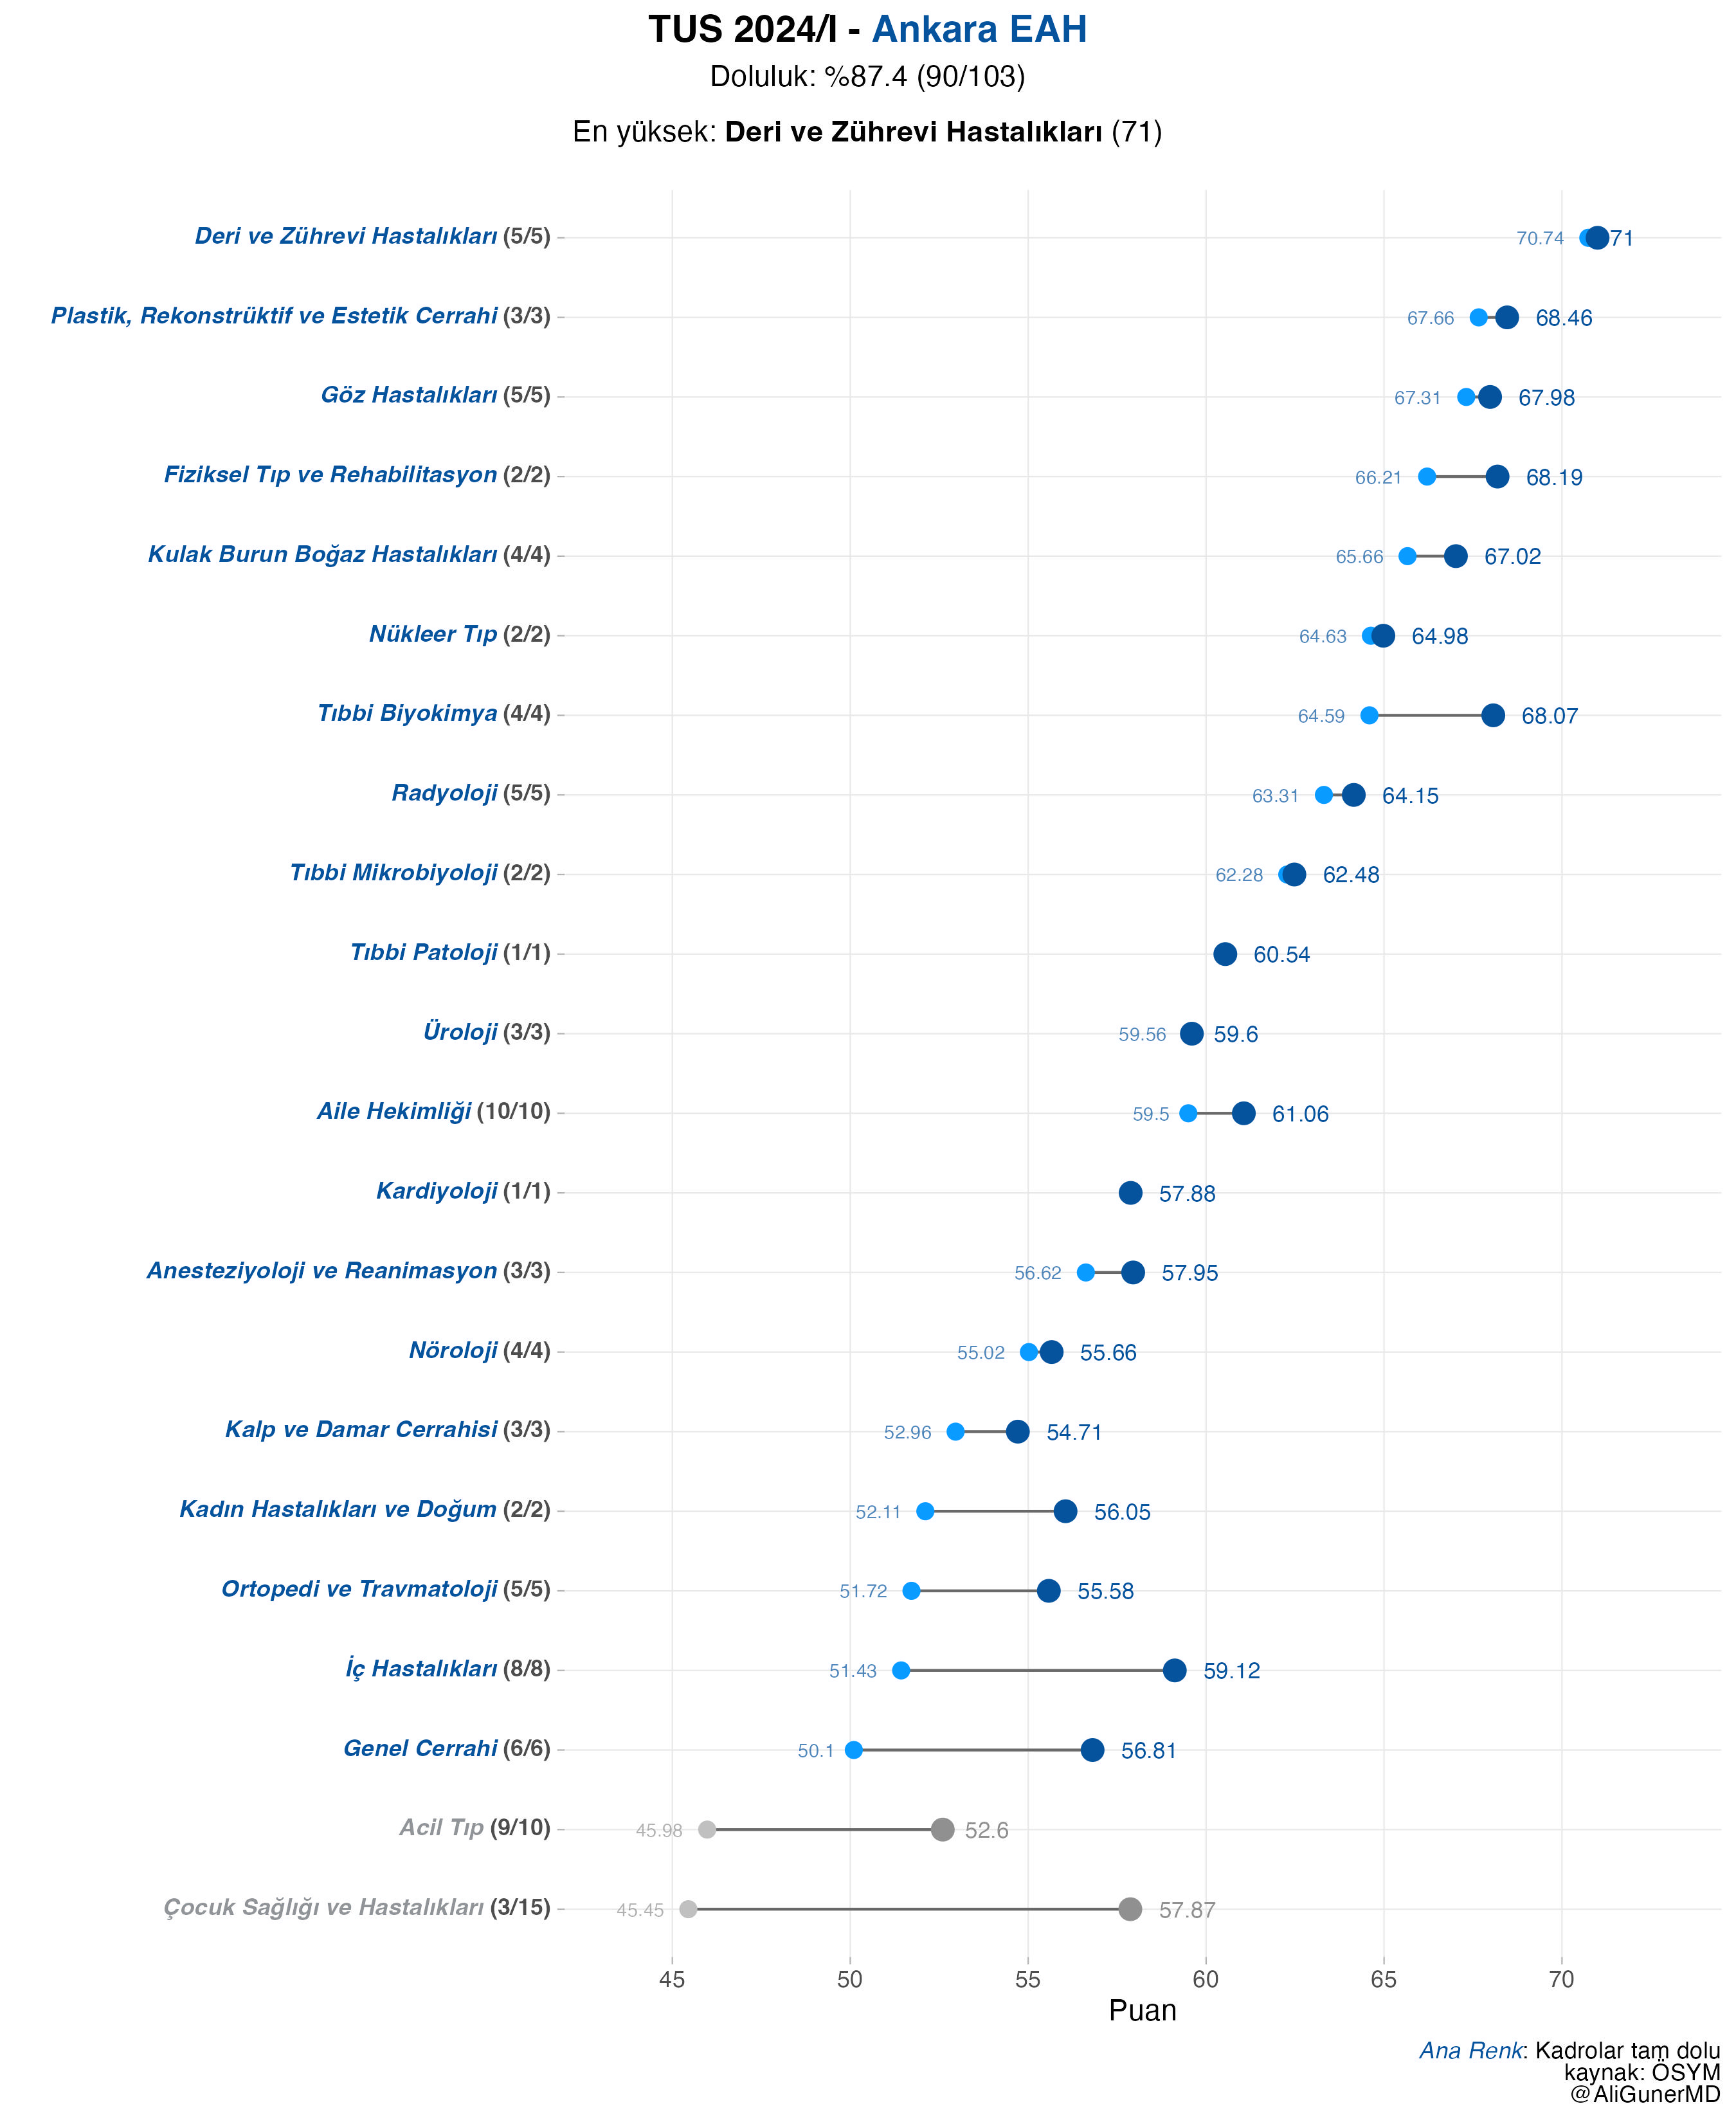 TUS 2024/I - Ankara EAH
Doluluk: %87.4 (90/103)
En yüksek: Deri ve Zührevi Hastalıkları (71)
Deri ve Zührevi Hastalıkları (5/5) 70.74 71
Plastik, Rekonstrüktif ve Estetik Cerrahi (3/3) 67.66 68.46
Göz Hastalıkları (5/5) 67.31 67.98
Fiziksel Tıp ve Rehabilitasyon (2/2) 66.21 68.19
Kulak Burun Boğaz Hastalıkları (4/4) 65.66 67.02
Nükleer Tıp (2/2) 64.63 64.98
Tıbbi Biyokimya (4/4) 64.59 68.07
Radyoloji (5/5) 63.31 64.15
Tıbbi Mikrobiyoloji (2/2) 62.28 62.48
Tıbbi Patoloji (1/1) 60.54
Üroloji (3/3) 59.56 59.6
Aile Hekimliği (10/10) 59.5 61.06
Kardiyoloji (1/1) 57.88
Anesteziyoloji ve Reanimasyon (3/3) 56.62 57.95
Nöroloji (4/4) 55.02 55.66
Kalp ve Damar Cerrahisi (3/3) 52.96 54.71
Kadın Hastalıkları ve Doğum (2/2) 52.11 56.05
Ortopedi ve Travmatoloji (5/5) 51.72 55.58
İç Hastalıkları (8/8) 51.43 59.12
Genel Cerrahi (6/6) 50.1 56.81
Acil Tıp (9/10) 45.98 52.6
Çocuk Sağlığı ve Hastalıkları (3/15) 45.45 57.87
45 50 55 60 65 70
Puan
Ana Renk: Kadrolar tam dolu
kaynak: ÖSYM
@AliGunerMD